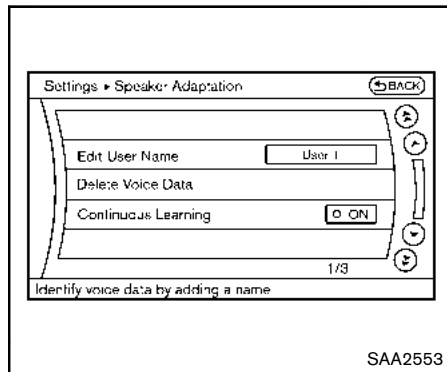 Settings ▸ Speaker Adaptation BACK
Edit User Name User 1
Delete Voice Data
Continuous Learning ON
1/3
Identify voice data by adding a name
SAA2553